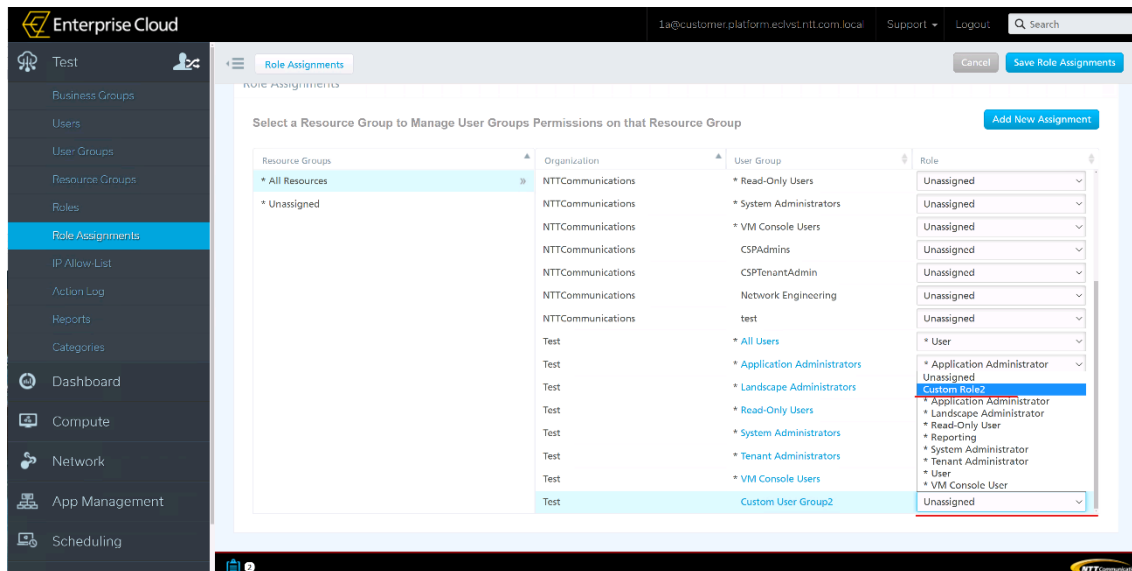 Enterprise Cloud
1a@customer.platform.eclvst.ntt.com.local
Support
Logout
Search
Test
Business Groups
Users
User Groups
Resource Groups
Roles
Role Assignments
IP Allow-List
Action Log
Reports
Categories
Dashboard
Compute
Network
App Management
Scheduling
Role Assignments
Cancel
Save Role Assignments
Role Assignments
Select a Resource Group to Manage User Groups Permissions on that Resource Group
Add New Assignment
Resource Groups
Organization
User Group
Role
* All Resources »
* Unassigned
NTTCommunications * Read-Only Users Unassigned
NTTCommunications * System Administrators Unassigned
NTTCommunications * VM Console Users Unassigned
NTTCommunications CSPAdmins Unassigned
NTTCommunications CSPTenantAdmin Unassigned
NTTCommunications Network Engineering Unassigned
NTTCommunications test Unassigned
Test * All Users * User
Test * Application Administrators * Application Administrator
Test * Landscape Administrators
Test * Read-Only Users
Test * System Administrators
Test * Tenant Administrators
Test * VM Console Users
Test Custom User Group2 Unassigned
Unassigned
Custom Role2
* Application Administrator
* Landscape Administrator
* Read-Only User
* Reporting
* System Administrator
* Tenant Administrator
* User
* VM Console User
2